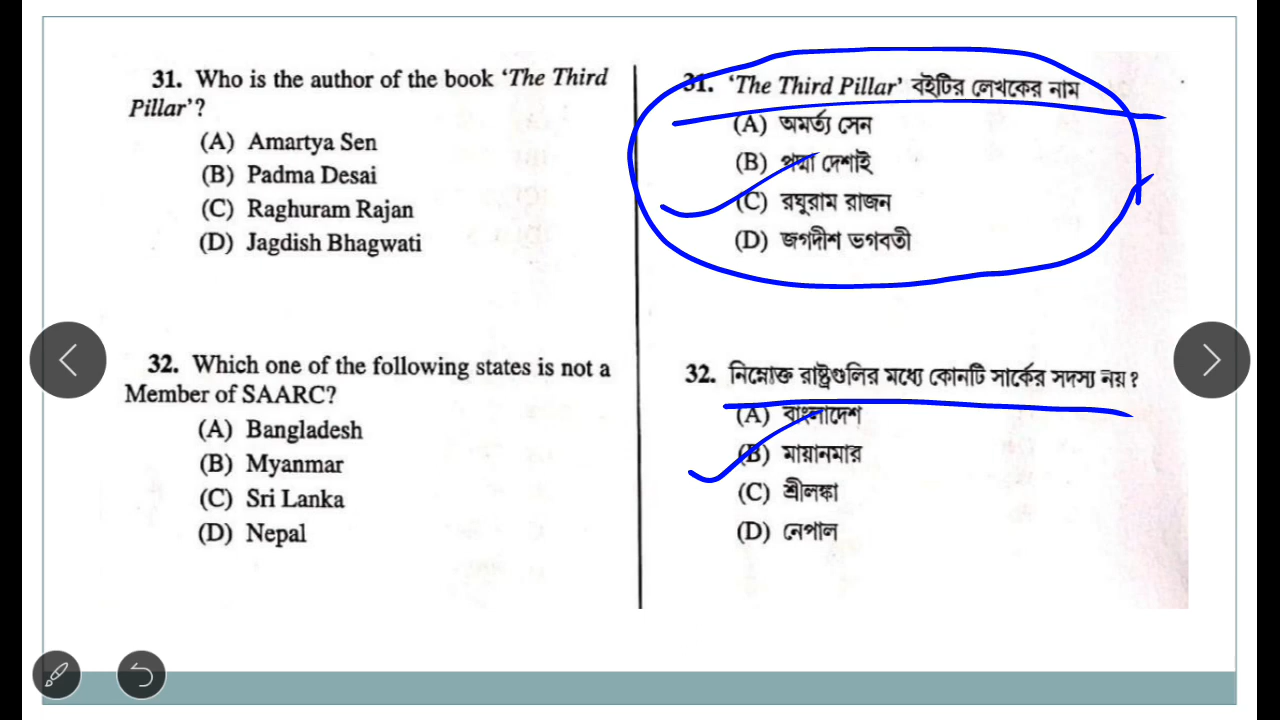 31. Who is the author of the book ‘The Third
Pillar’?
(A) Amartya Sen
(B) Padma Desai
(C) Raghuram Rajan
(D) Jagdish Bhagwati
32. Which one of the following states is not a
Member of SAARC?
(A) Bangladesh
(B) Myanmar
(C) Sri Lanka
(D) Nepal
31. ‘The Third Pillar’ বইটির লেখকের নাম
(A) অমর্ত্য সেন
(B) পদ্মা দেশাই
(C) রঘুরাম রাজন
(D) জগদীশ ভগবতী
32. নিম্নোক্ত রাষ্ট্রগুলির মধ্যে কোনটি সার্কের সদস্য নয়?
(A) বাংলাদেশ
(B) মায়ানমার
(C) শ্রীলঙ্কা
(D) নেপাল